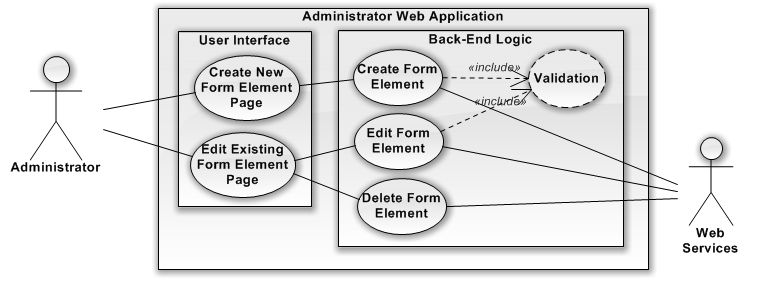 Administrator Web Application
User Interface
Back-End Logic
Create New
Form Element
Page
Create Form
Element
«include»
Validation
«include»
Administrator
Edit Existing
Form Element
Page
Edit Form
Element
Delete Form
Element
Web
Services